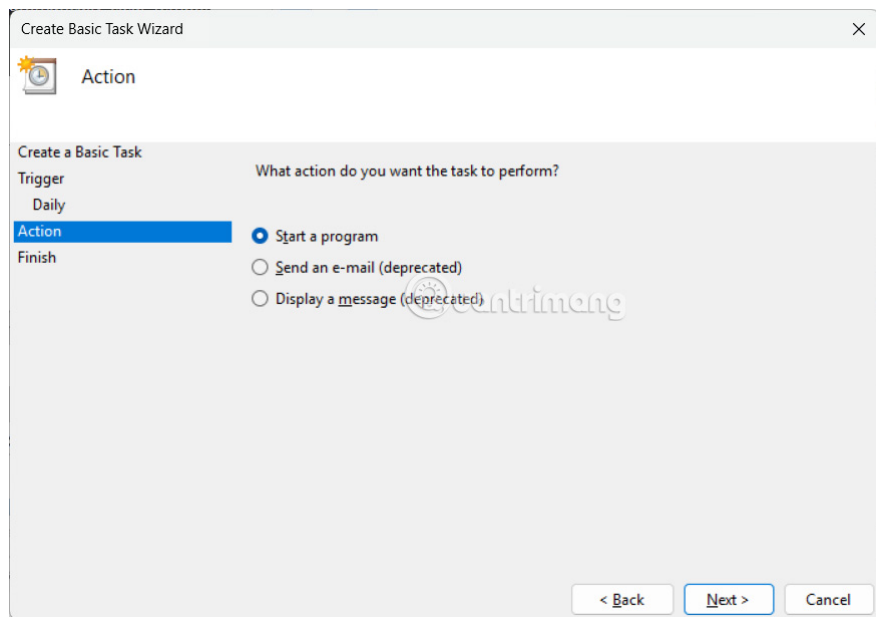 Create Basic Task Wizard
Action
Create a Basic Task
Trigger
Daily
Action
Finish
What action do you want the task to perform?
Start a program
Send an e-mail (deprecated)
Display a message (deprecated)
uantrimang
< Back
Next >
Cancel